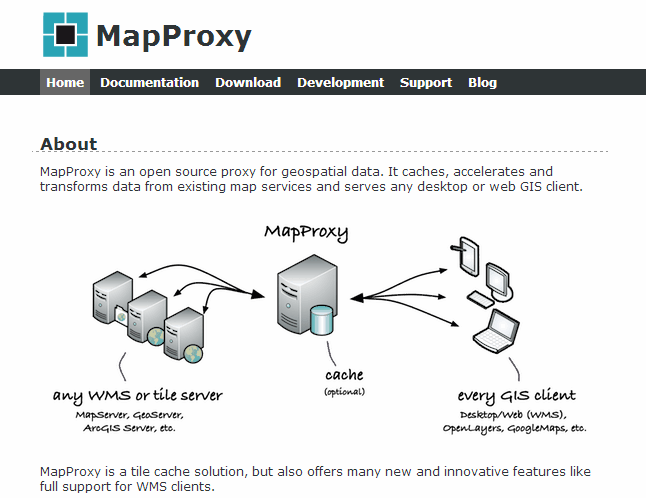 MapProxy
Home Documentation Download Development Support Blog
About
MapProxy is an open source proxy for geospatial data. It caches, accelerates and
transforms data from existing map services and serves any desktop or web GIS client.
MapProxy
cache
(optional)
any WMS or tile server
MapServer, GeoServer,
ArcGIS Server, etc.
every GIS client
Desktop/Web (WMS),
OpenLayers, GoogleMaps, etc.
MapProxy is a tile cache solution, but also offers many new and innovative features like
full support for WMS clients.